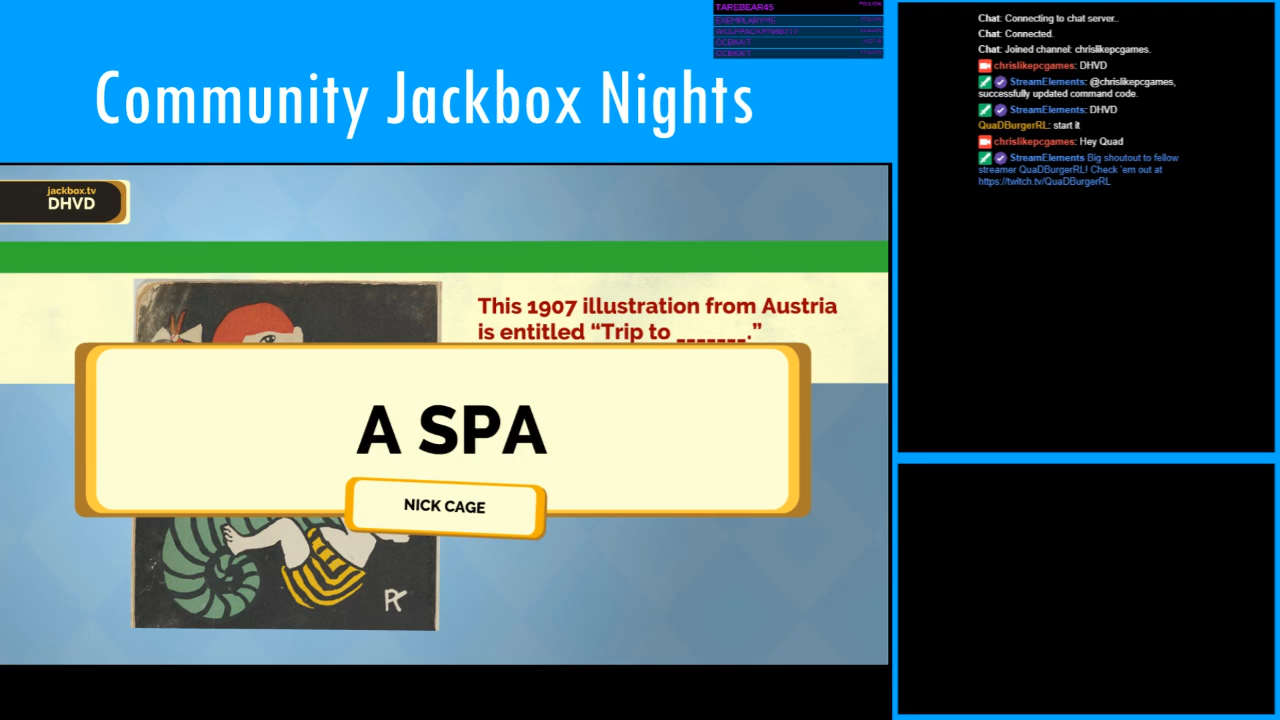 TAREBEAR45
EXEMPLARYME
OCBKAIT
OCBKAIT
Community Jackbox Nights
jackbox.tv
DHVD
This 1907 illustration from Austria
is entitled “Trip to _______.”
A SPA
NICK CAGE
R
Chat: Connecting to chat server..
Chat: Connected.
Chat: Joined channel: chrislikepcgames.
chrislikepcgames: DHVD
StreamElements: @chrislikepcgames,
successfully updated command code.
StreamElements: DHVD
QuaDBurgerRL: start it
chrislikepcgames: Hey Quad
StreamElements Big shoutout to fellow
streamer QuaDBurgerRL! Check 'em out at
https://twitch.tv/QuaDBurgerRL